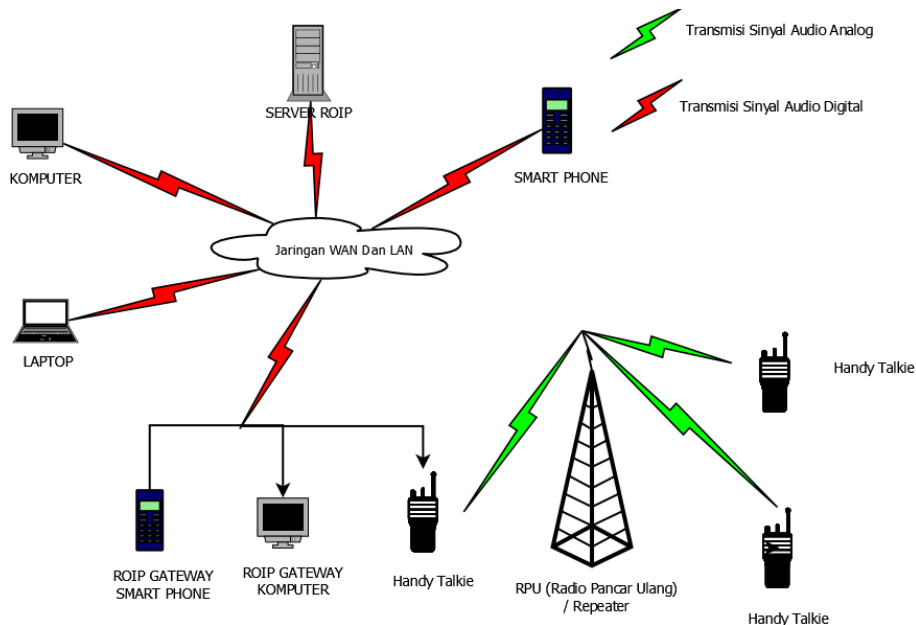 Transmisi Sinyal Audio Analog
SERVER ROIP
Transmisi Sinyal Audio Digital
KOMPUTER
SMART PHONE
Jaringan WAN Dan LAN
LAPTOP
Handy Talkie
ROIP GATEWAY
SMART PHONE
ROIP GATEWAY
KOMPUTER
Handy Talkie
RPU (Radio Pancar Ulang)
/ Repeater
Handy Talkie